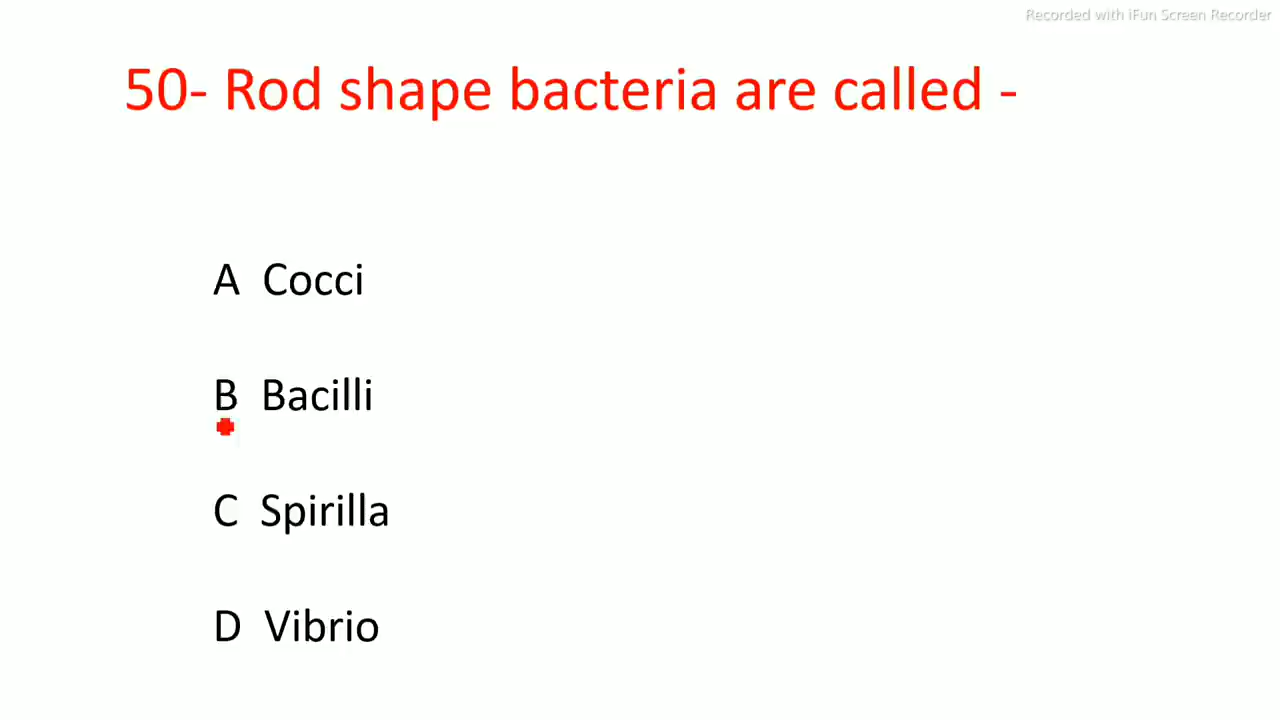 Recorded with iFun Screen Recorder
50- Rod shape bacteria are called -
A Cocci
B Bacilli
C Spirilla
D Vibrio